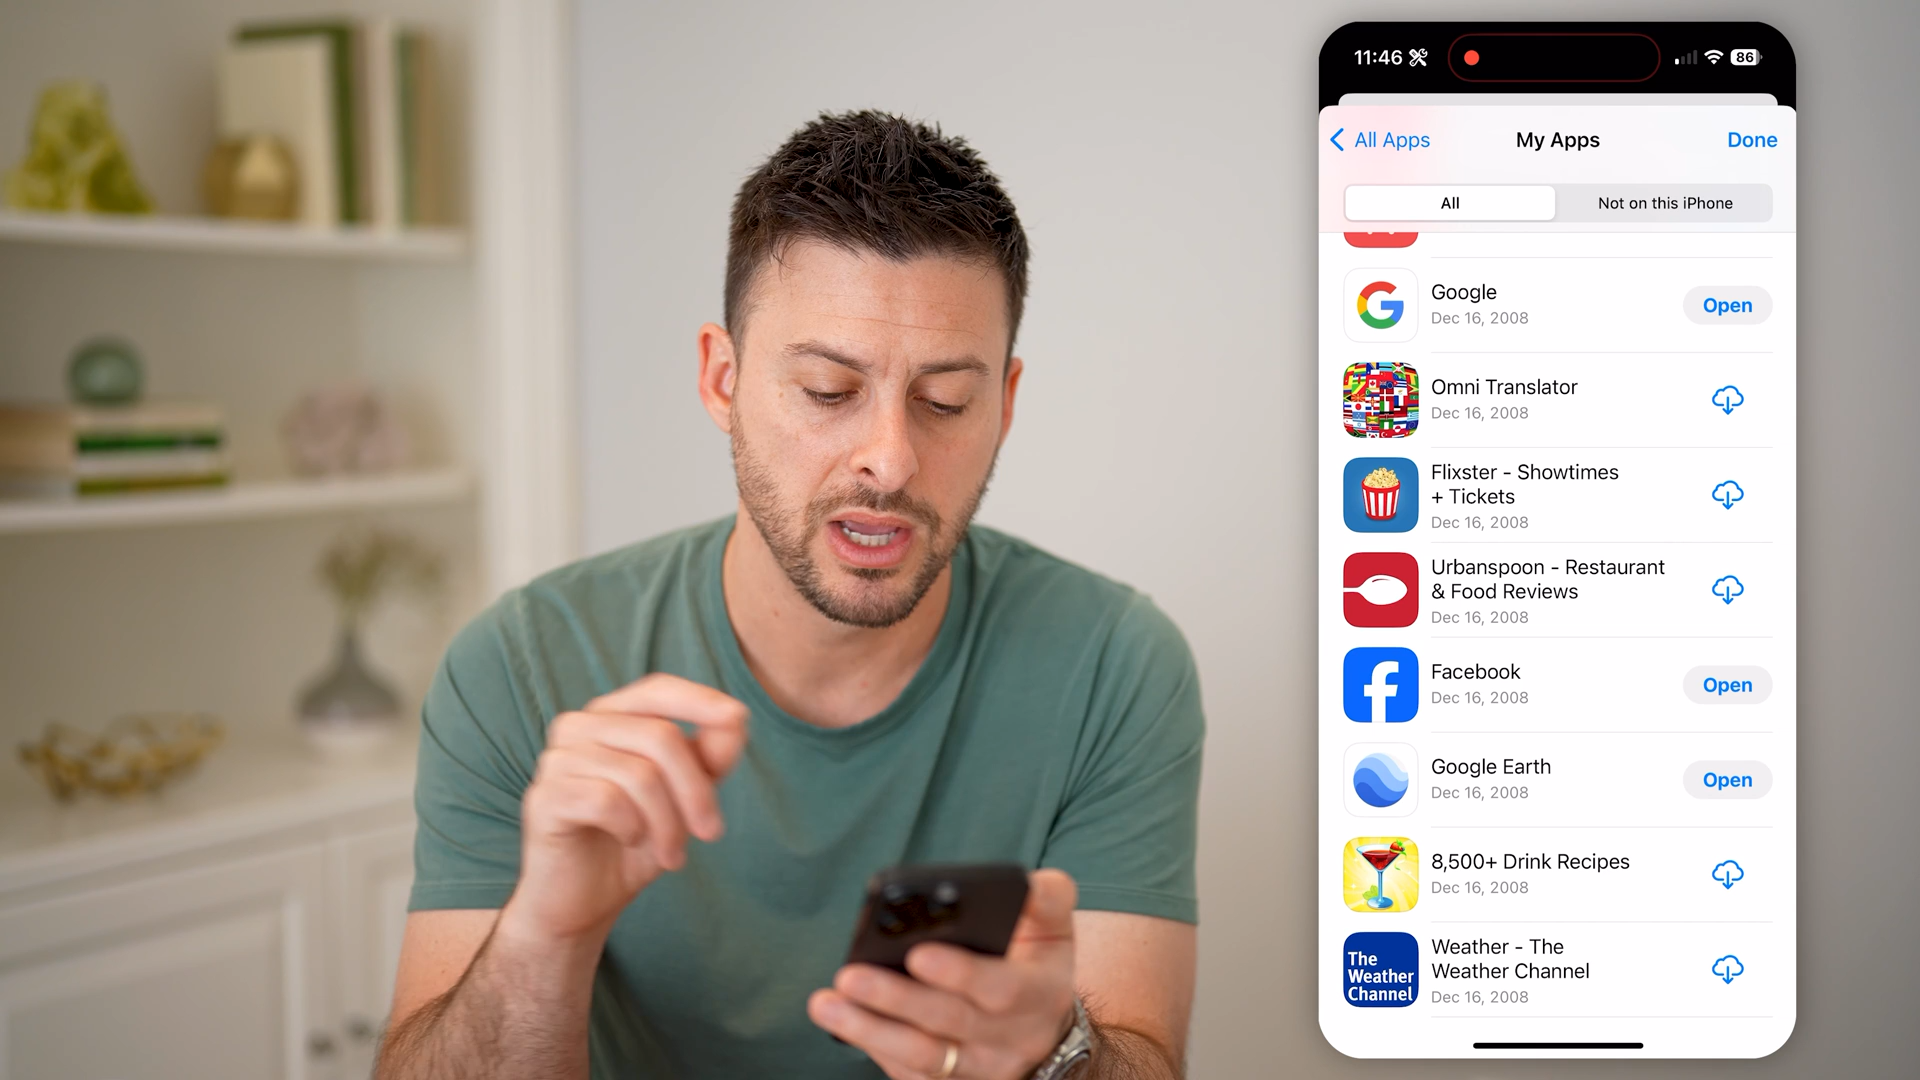 11:46
86
All Apps
My Apps
Done
All
Not on this iPhone
Google
Dec 16, 2008
Open
Omni Translator
Dec 16, 2008
Flixster - Showtimes
+ Tickets
Dec 16, 2008
Urbanspoon - Restaurant
& Food Reviews
Dec 16, 2008
Facebook
Dec 16, 2008
Open
Google Earth
Dec 16, 2008
Open
8,500+ Drink Recipes
Dec 16, 2008
The
Weather
Channel
Weather - The
Weather Channel
Dec 16, 2008